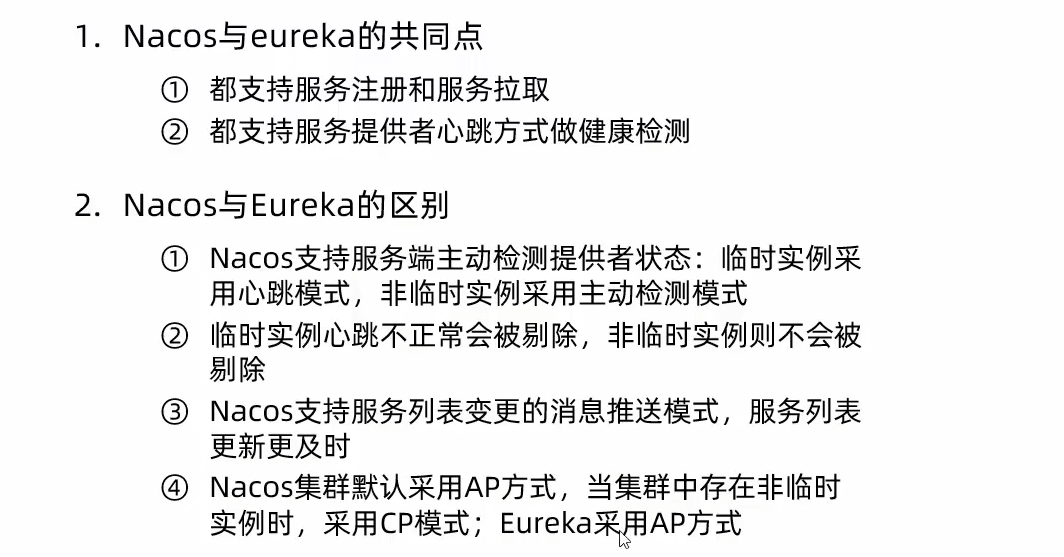 1. Nacos与eureka的共同点
① 都支持服务注册和服务拉取
② 都支持服务提供者心跳方式做健康检测
2. Nacos与Eureka的区别
① Nacos支持服务端主动检测提供者状态：临时实例采
用心跳模式，非临时实例采用主动检测模式
② 临时实例心跳不正常会被剔除，非临时实例则不会被
剔除
③ Nacos支持服务列表变更的消息推送模式，服务列表
更新更及时
④ Nacos集群默认采用AP方式，当集群中存在非临时
实例时，采用CP模式；Eureka采用AP方式